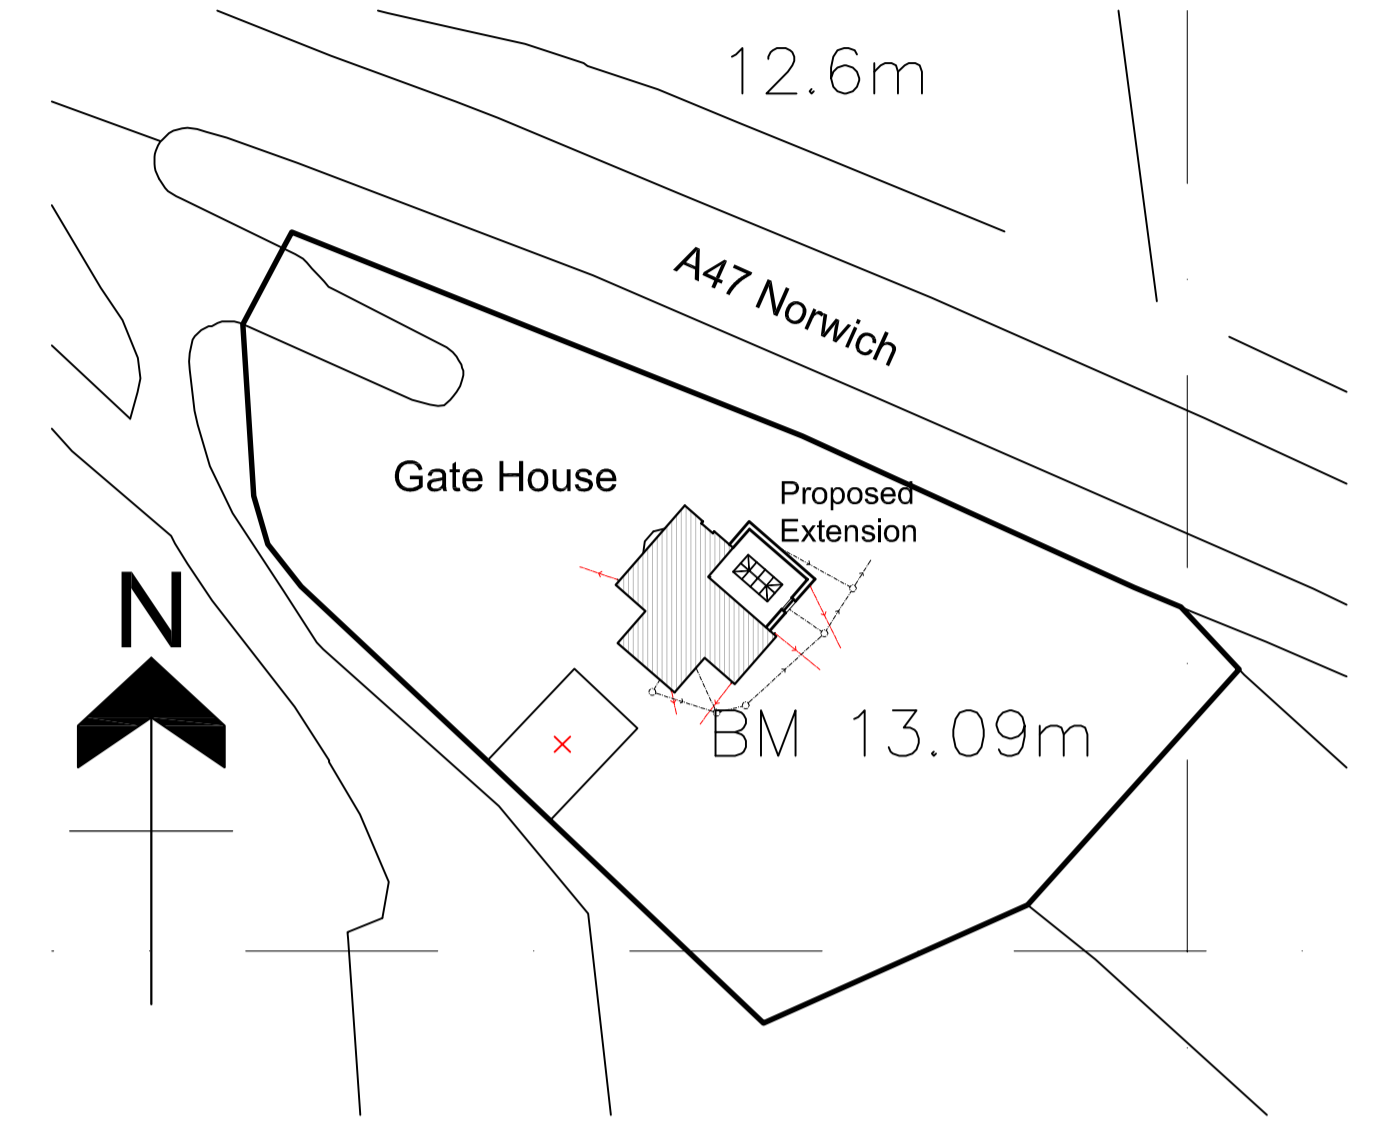 12.6m
A47 Norwich
Gate House
Proposed
Extension
N
BM 13.09m